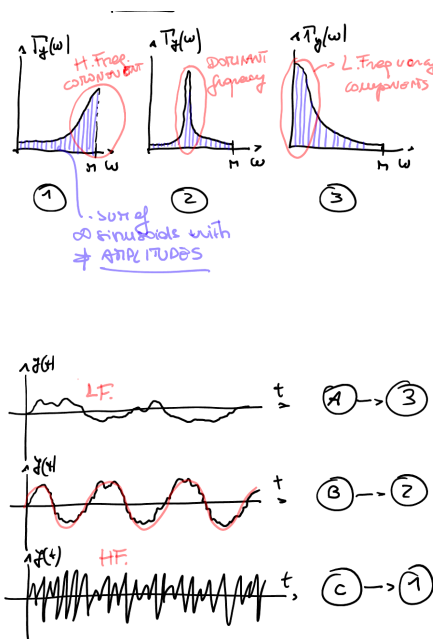 Γy(ω)
H. Freq.
COMPONENT
π ω
1
Γy(ω)
DOMINANT
frequency
π ω
2
Γy(ω)
L. Frequency
components
π ω
3
sum of
∞ sinusoids with
≠ AMPLITUDES
y(t)
LF.
t
A → 3
y(t)
t
B → 2
y(t)
HF.
t
C → 1